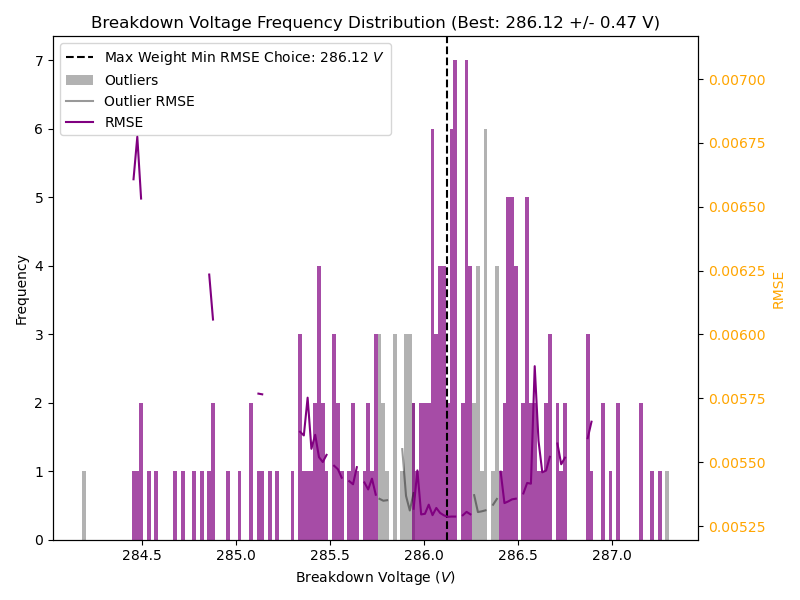 Breakdown Voltage Frequency Distribution (Best: 286.12 +/- 0.47 V)
Max Weight Min RMSE Choice: 286.12 V
Outliers
Outlier RMSE
RMSE
Frequency
7
6
5
4
3
2
1
0
284.5 285.0 285.5 286.0 286.5 287.0
Breakdown Voltage (V)
0.00700
0.00675
0.00650
0.00625
0.00600
0.00575
0.00550
0.00525
RMSE